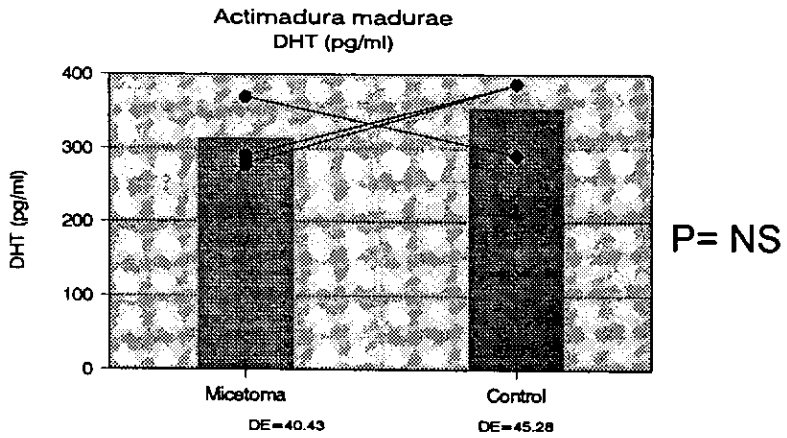 Actimadura madurae
DHT (pg/ml)
400
300
200
100
0
DHT (pg/ml)
P= NS
Micetoma
Control
DE=40.43
DE=45.28